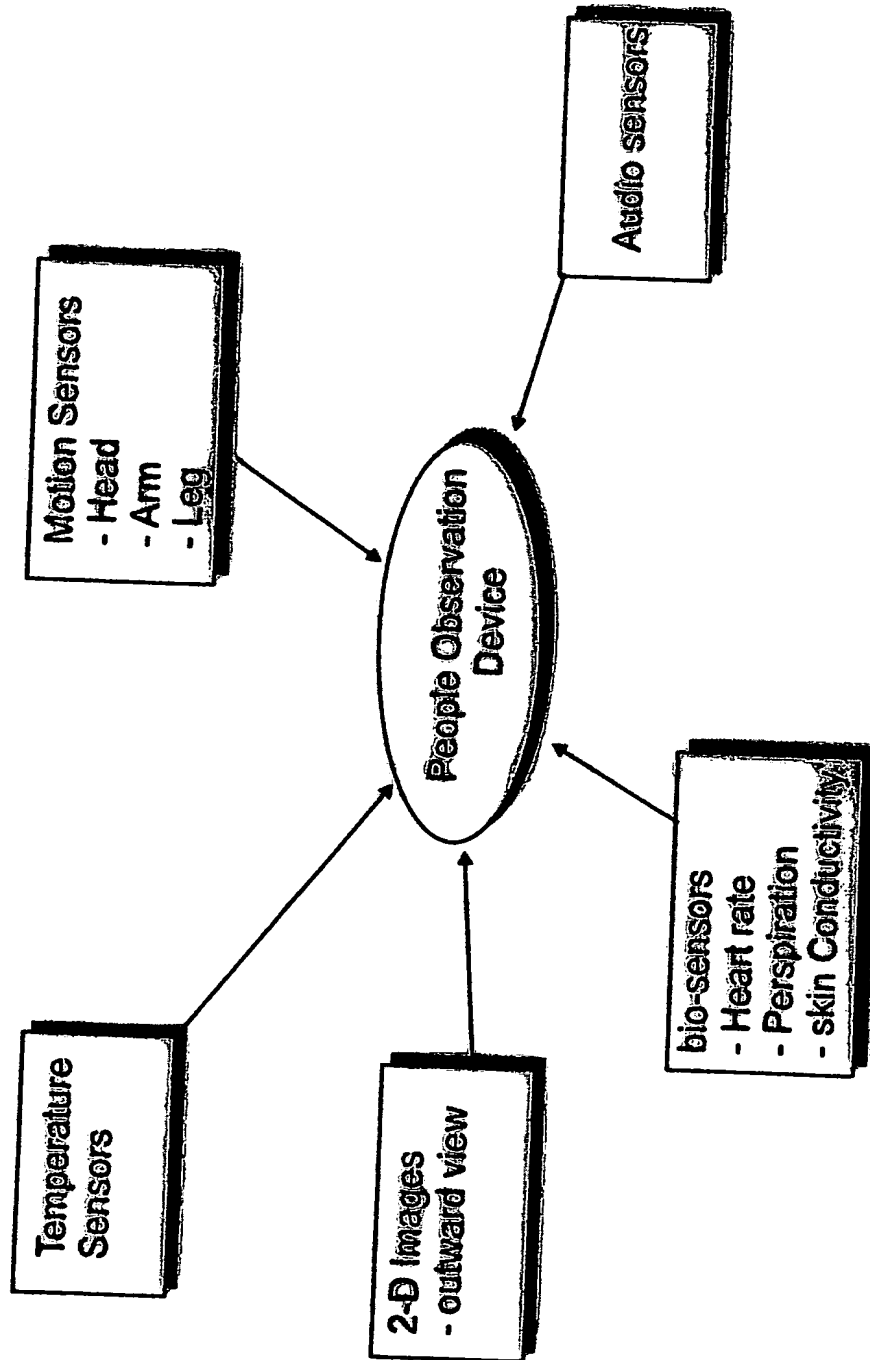 Temperature
Sensors
Motion Sensors
- Head
- Arm
- Leg
2-D Images
- outward view
People Observation
Device
bio-sensors
- Heart rate
- Perspiration
- skin Conductivity
Audio sensors